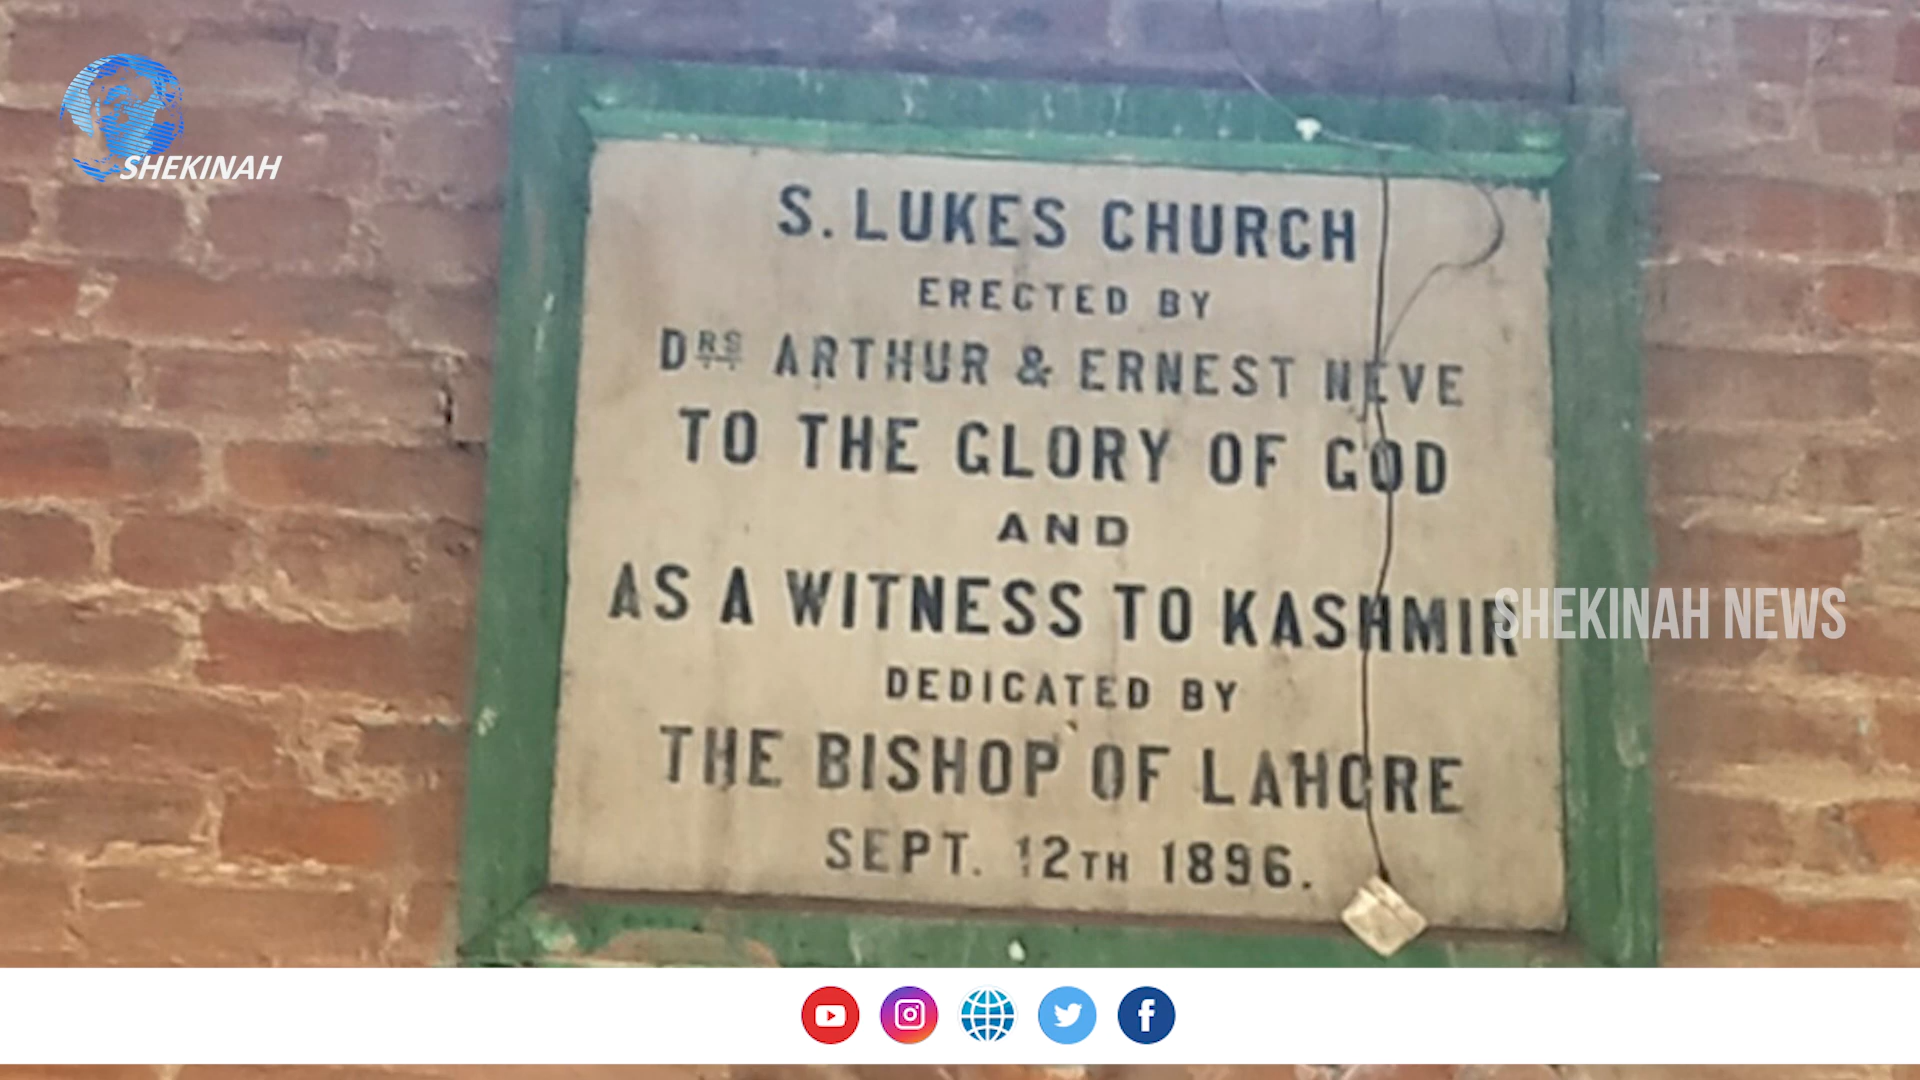 SHEKINAH
S. LUKES CHURCH
ERECTED BY
DRS ARTHUR & ERNEST NEVE
TO THE GLORY OF GOD
AND
AS A WITNESS TO KASHMIR
SHEKINAH NEWS
DEDICATED BY
THE BISHOP OF LAHORE
SEPT. 12TH 1896.